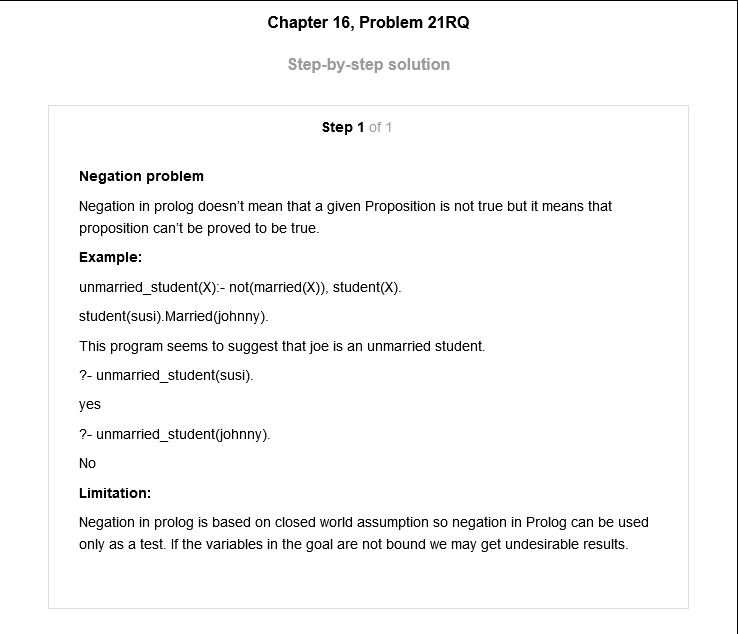 Chapter 16, Problem 21RQ
Step-by-step solution
Step 1 of 1
Negation problem
Negation in prolog doesn't mean that a given Proposition is not true but it means that
proposition can't be proved to be true.
Example:
unmarried_student(X):- not(married(X)), student(X).
student(susi).Married(johnny).
This program seems to suggest that joe is an unmarried student.
?- unmarried_student(susi).
yes
?- unmarried_student(johnny).
No
Limitation:
Negation in prolog is based on closed world assumption so negation in Prolog can be used
only as a test. If the variables in the goal are not bound we may get undesirable results.